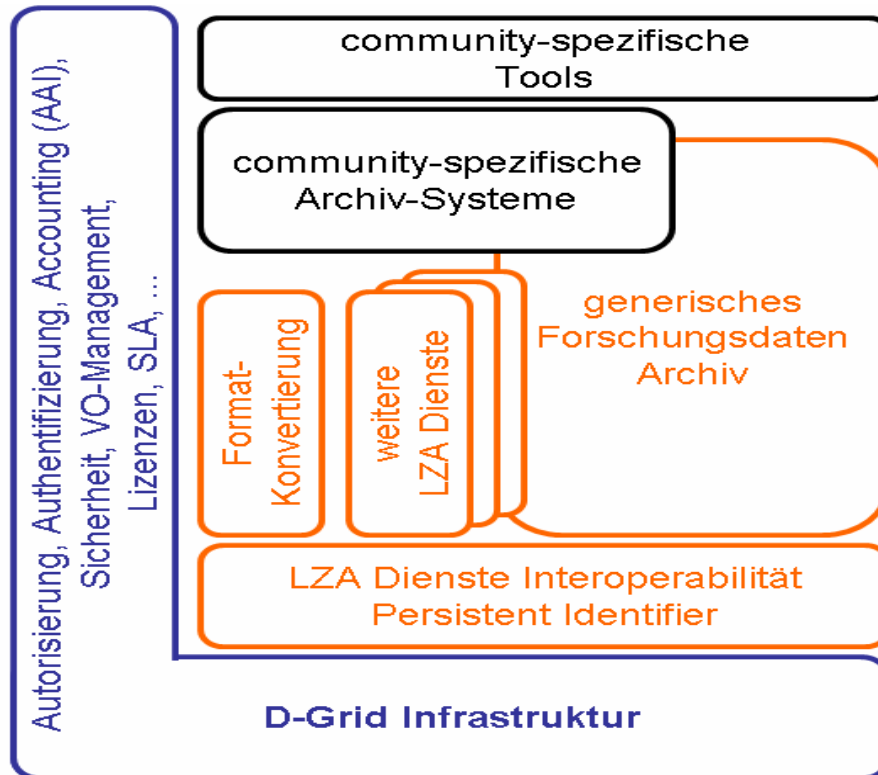 Autorisierung, Authentifizierung, Accounting (AAI),
Sicherheit, VO-Management,
Lizenzen, SLA, ...
community-spezifische
Tools
community-spezifische
Archiv-Systeme
generisches
Forschungsdaten
Archiv
Format-
Konvertierung
weitere
LZA Dienste
LZA Dienste Interoperabilität
Persistent Identifier
D-Grid Infrastruktur